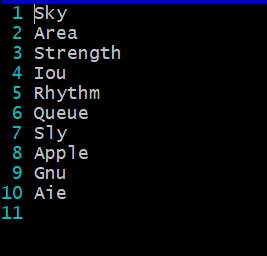 1 Sky
2 Area
3 Strength
4 Iou
5 Rhythm
6 Queue
7 Sly
8 Apple
9 Gnu
10 Aie
11